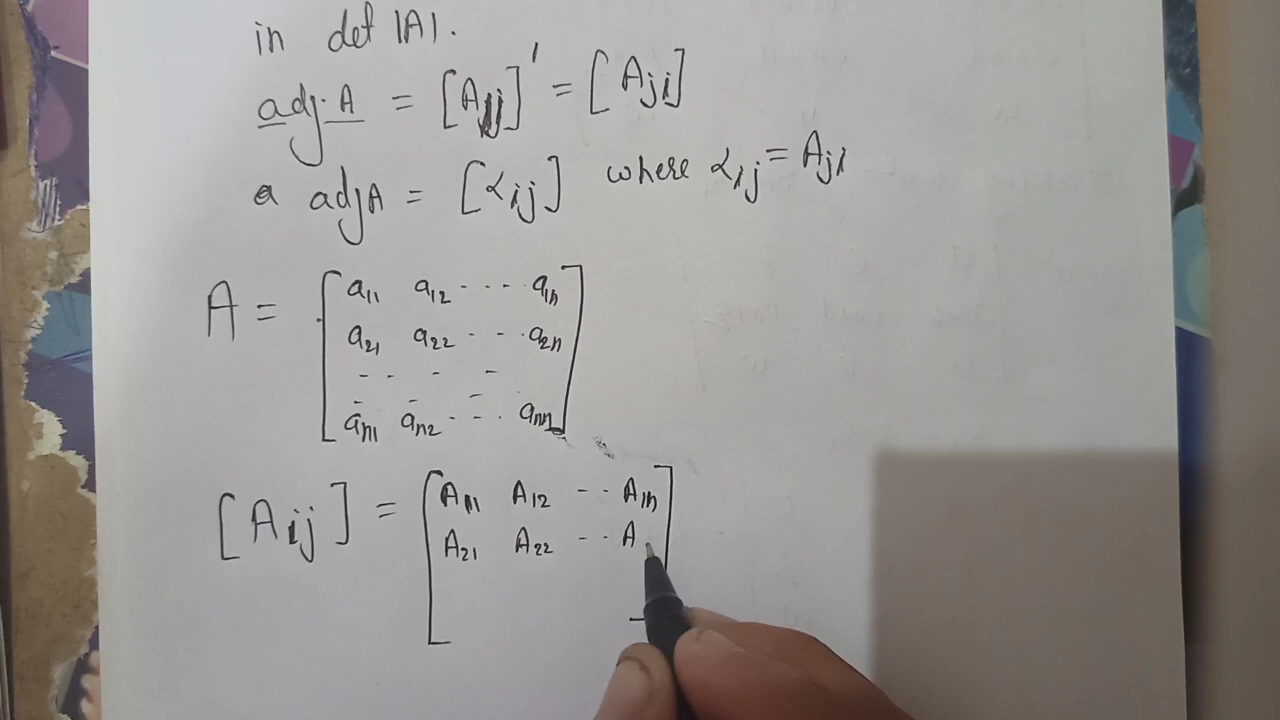 in det |A|.
adj. A = [Aij]' = [Aji]
a adjA = [αij] where αij = Aji
A = [a11 a12 ---- a1n
a21 a22 --- a2n
-- - -
- - -
an1 an2 --- ann]
[Aij] = [A11 A12 -- A1n
A21 A22 -- A
]